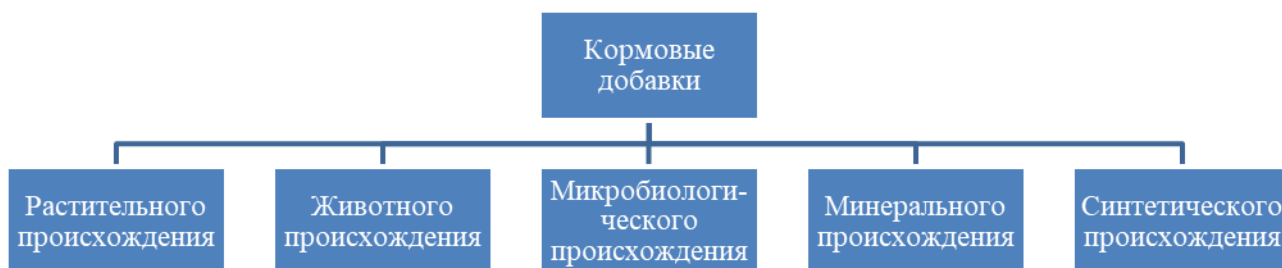 Кормовые
добавки
Растительного
происхождения
Животного
происхождения
Микробиологи-
ческого
происхождения
Минерального
происхождения
Синтетического
происхождения